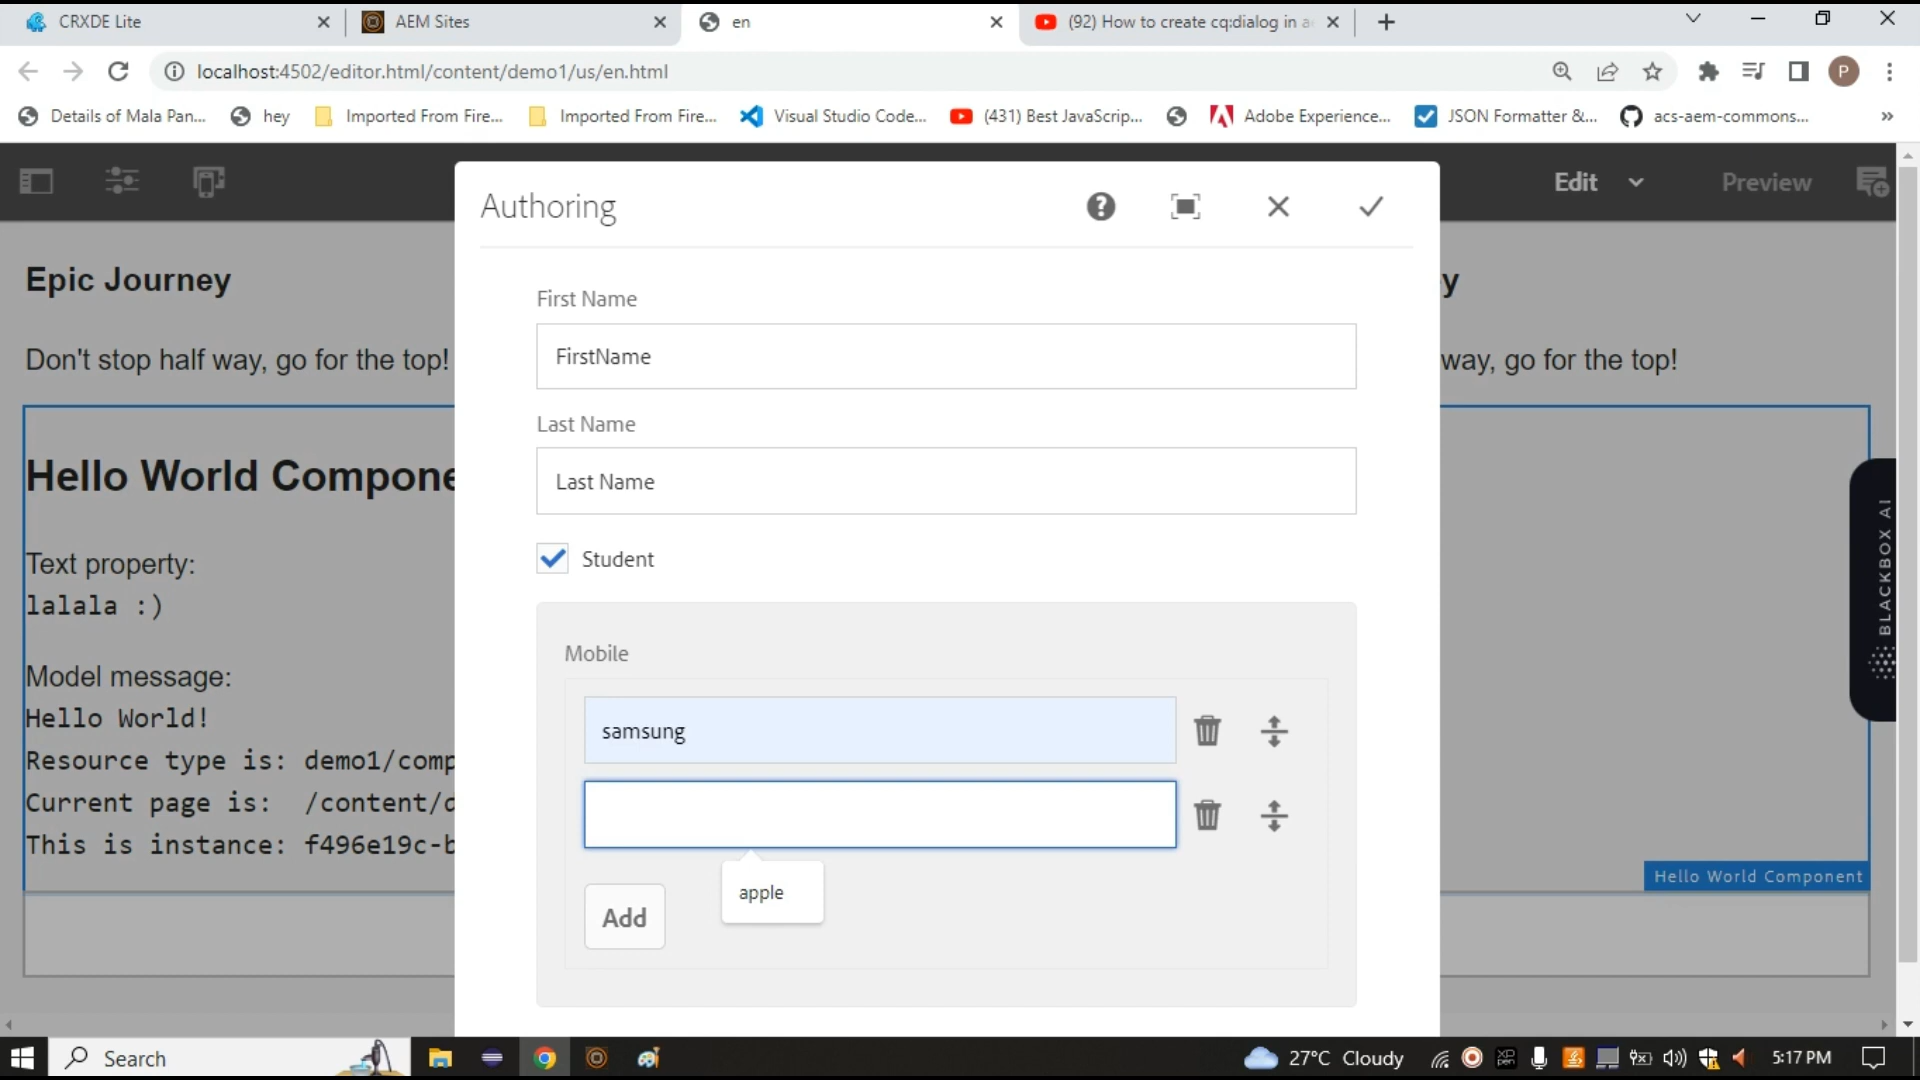 CRXDE Lite
AEM Sites
en
(92) How to create cq:dialog in a
localhost:4502/editor.html/content/demo1/us/en.html
P
Details of Mala Pan...
hey
Imported From Fire...
Imported From Fire...
Visual Studio Code...
(431) Best JavaScrip...
Adobe Experience...
JSON Formatter &...
acs-aem-commons...
Edit
Preview
Authoring
Epic Journey
y
Don't stop half way, go for the top!
way, go for the top!
First Name
FirstName
Last Name
Last Name
Student
Hello World Compone
Text property:
lalala :)
Model message:
Hello World!
Resource type is: demo1/comp
Current page is: /content/d
This is instance: f496e19c-b
Mobile
samsung
apple
Add
Hello World Component
BLACKBOX AI
Search
27°C Cloudy
5:17 PM